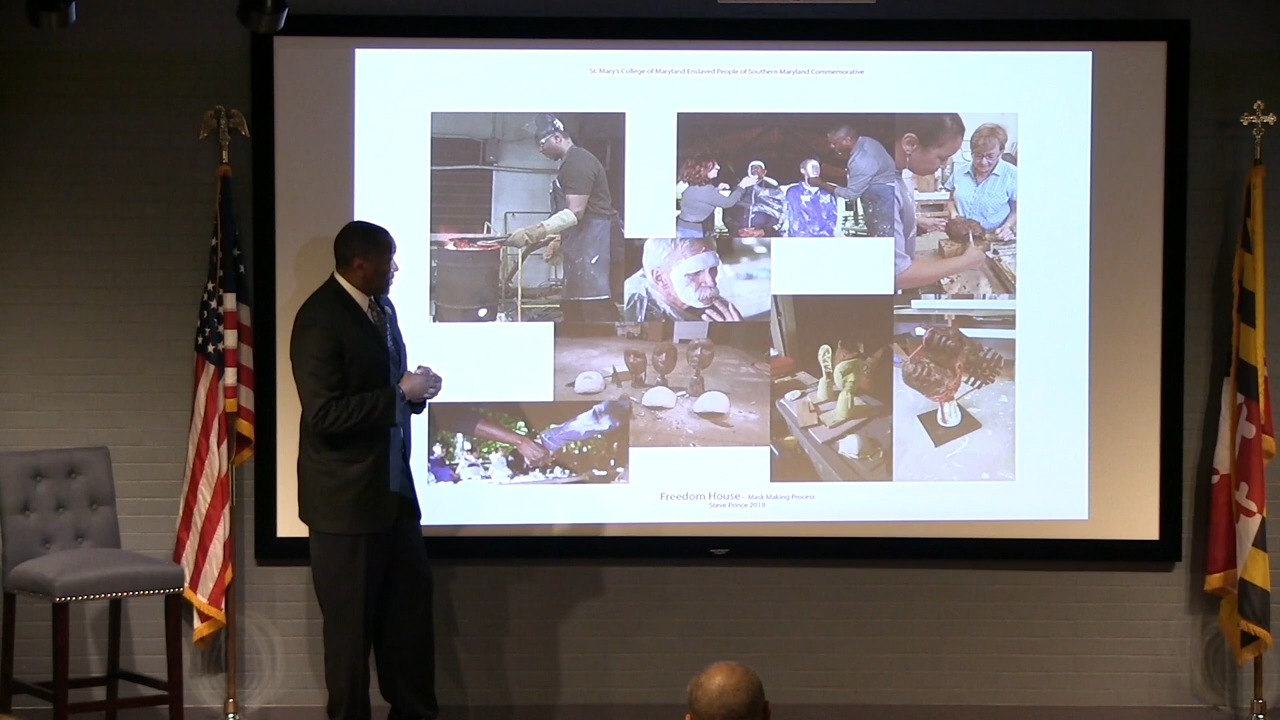 St. Mary's College of Maryland Enslaved People of Southern Maryland Commemorative
Freedom House - Mask Making Process
Steve Prince 2019